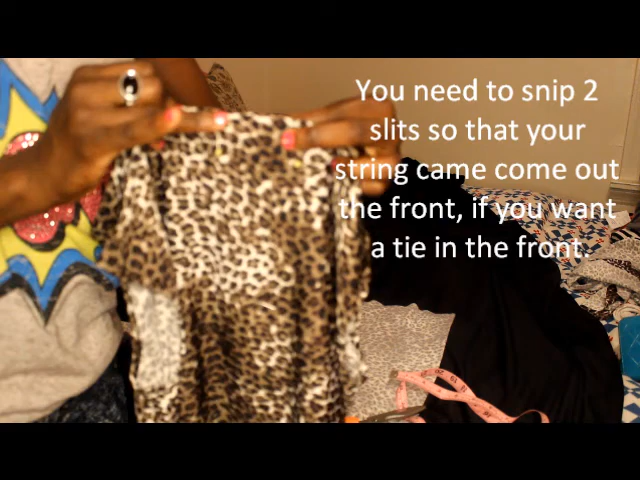 You need to snip 2
slits so that your
string came come out
the front, if you want
a tie in the front.